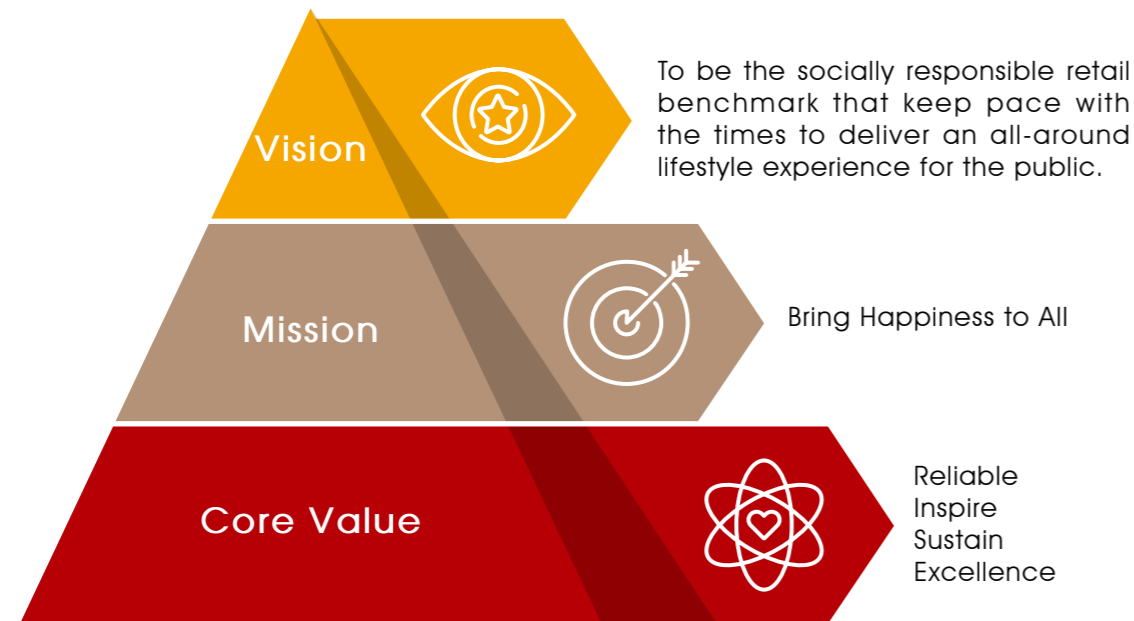 Vision
To be the socially responsible retail
benchmark that keep pace with
the times to deliver an all-around
lifestyle experience for the public.
Mission
Bring Happiness to All
Core Value
Reliable
Inspire
Sustain
Excellence